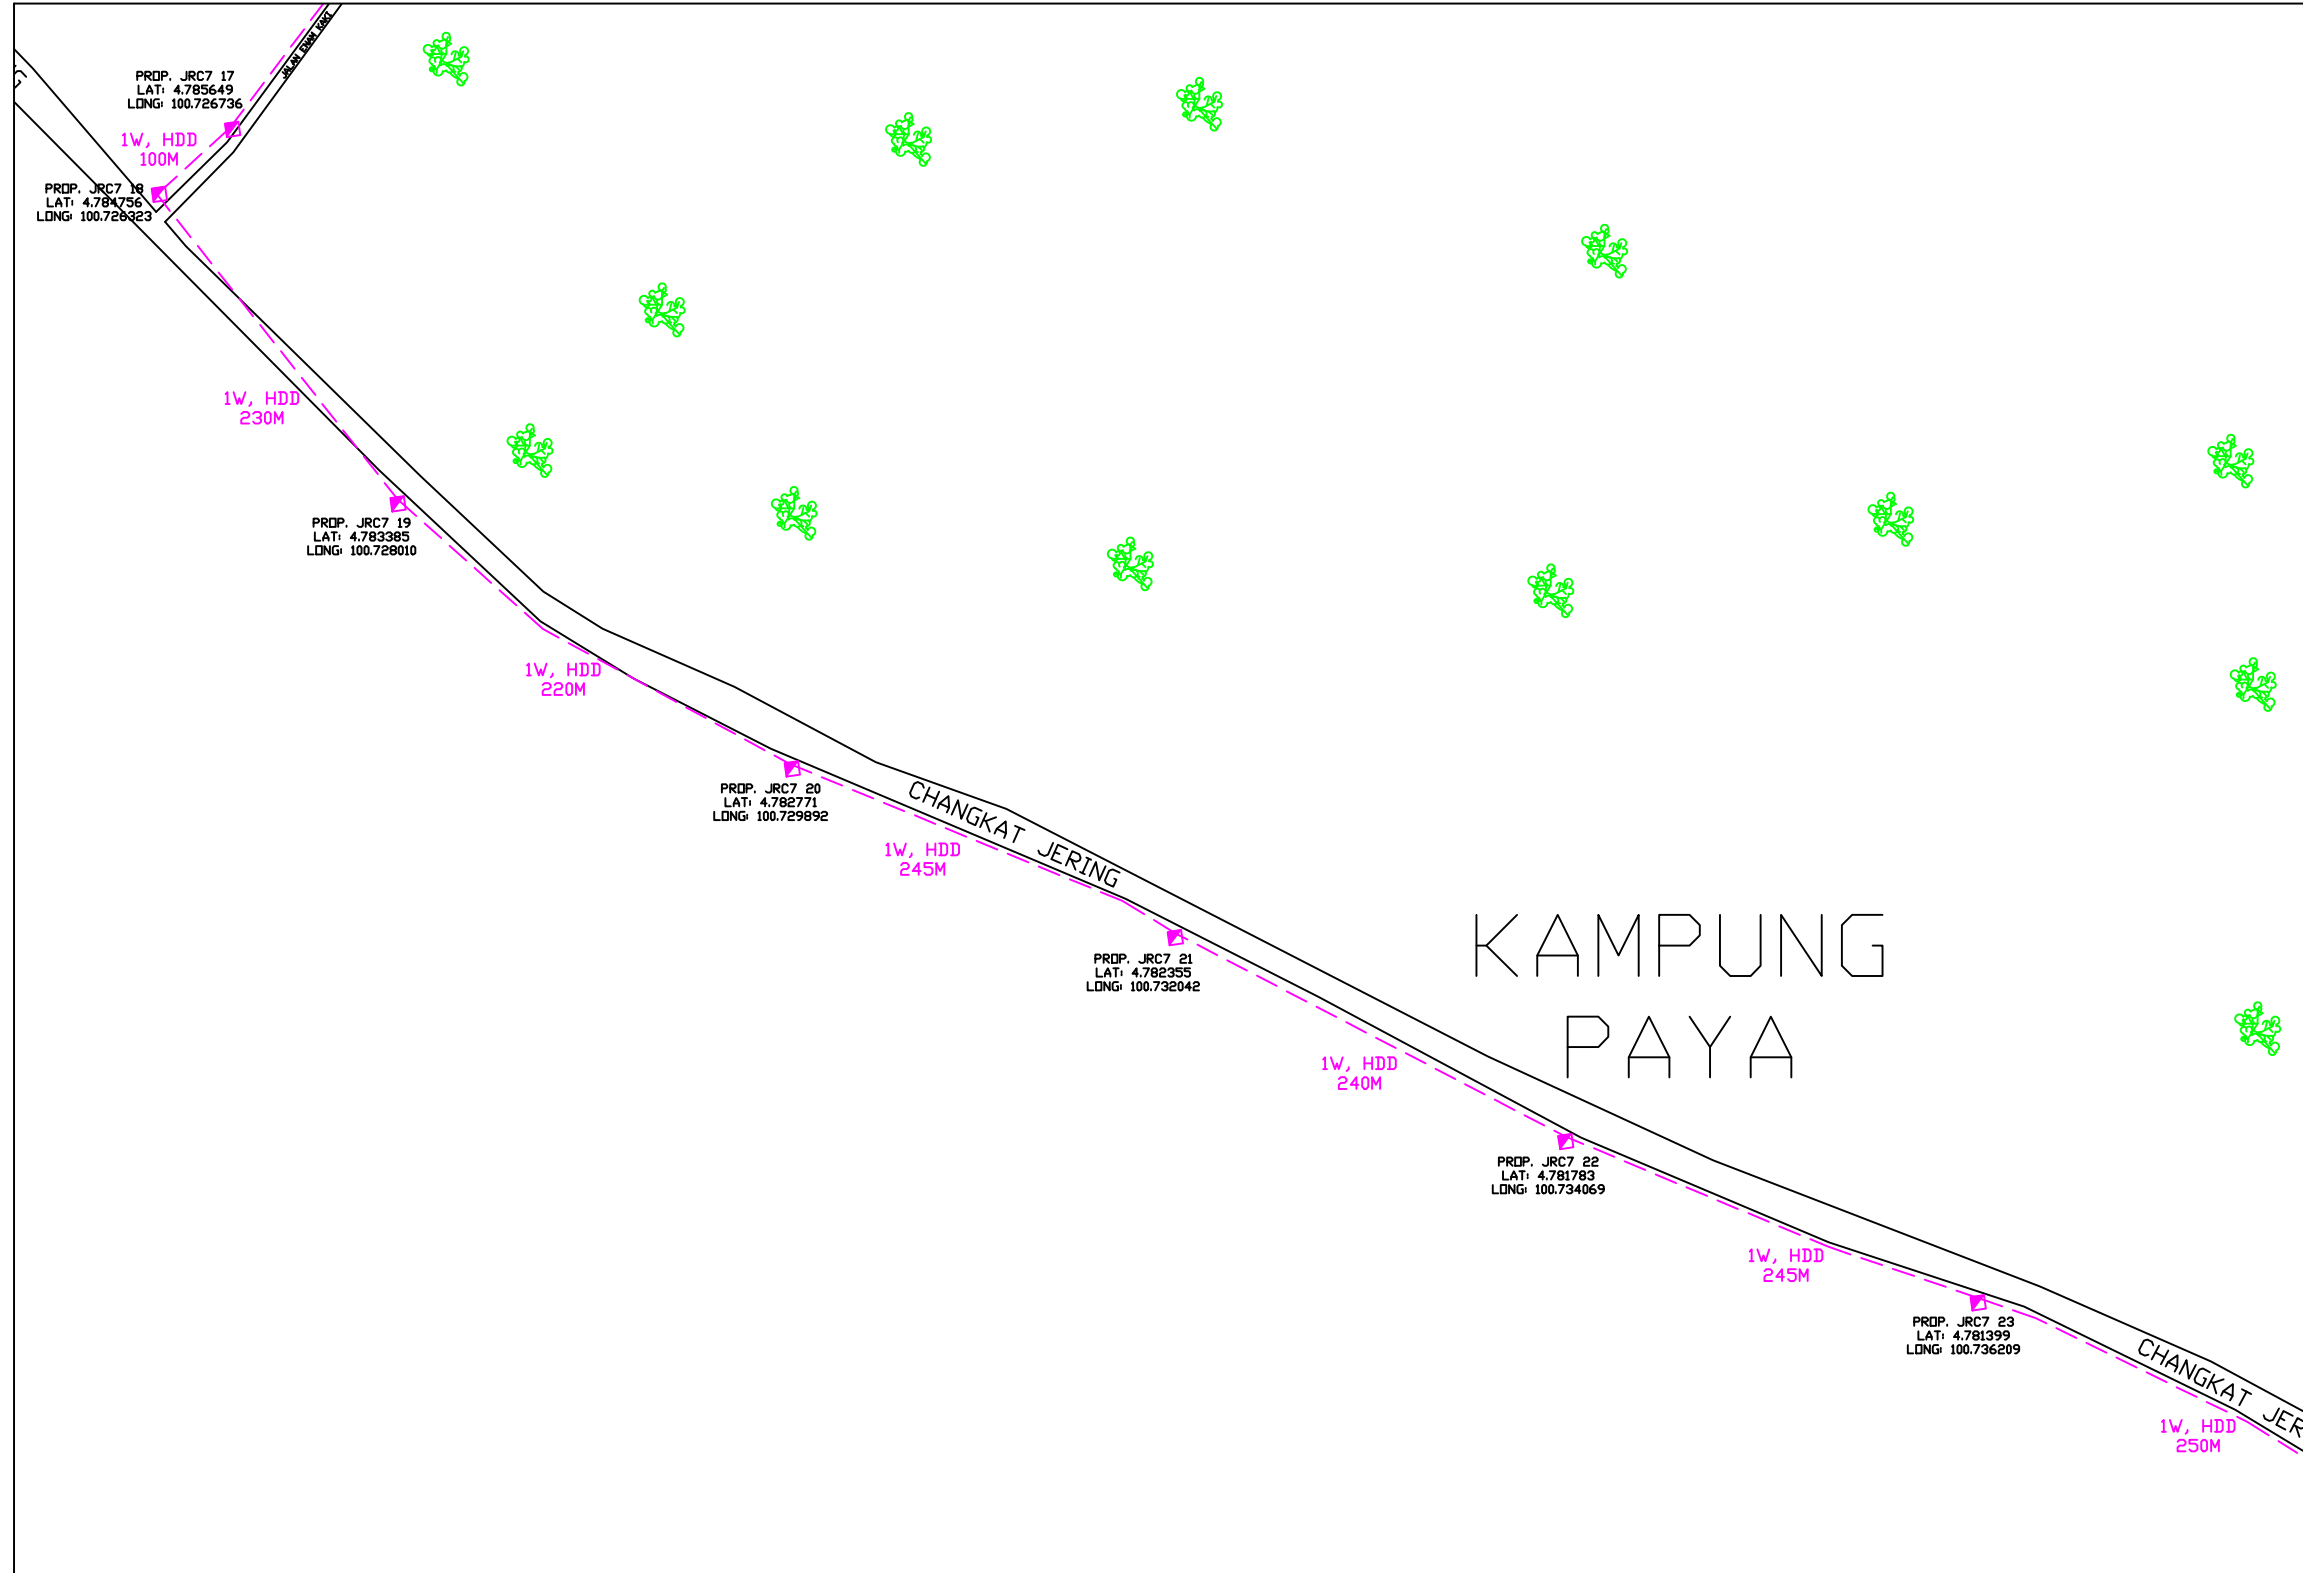 JALAN ENAM KAKI
PROP. JRC7 17
LAT: 4.785649
LONG: 100.726736
1W, HDD
100M
PROP. JRC7 18
LAT: 4.784756
LONG: 100.726323
1W, HDD
230M
PROP. JRC7 19
LAT: 4.783385
LONG: 100.728010
1W, HDD
220M
PROP. JRC7 20
LAT: 4.782771
LONG: 100.729892
CHANGKAT JERING
1W, HDD
245M
PROP. JRC7 21
LAT: 4.782355
LONG: 100.732042
KAMPUNG
PAYA
1W, HDD
240M
PROP. JRC7 22
LAT: 4.781783
LONG: 100.734069
1W, HDD
245M
PROP. JRC7 23
LAT: 4.781399
LONG: 100.736209
CHANGKAT JER
1W, HDD
250M